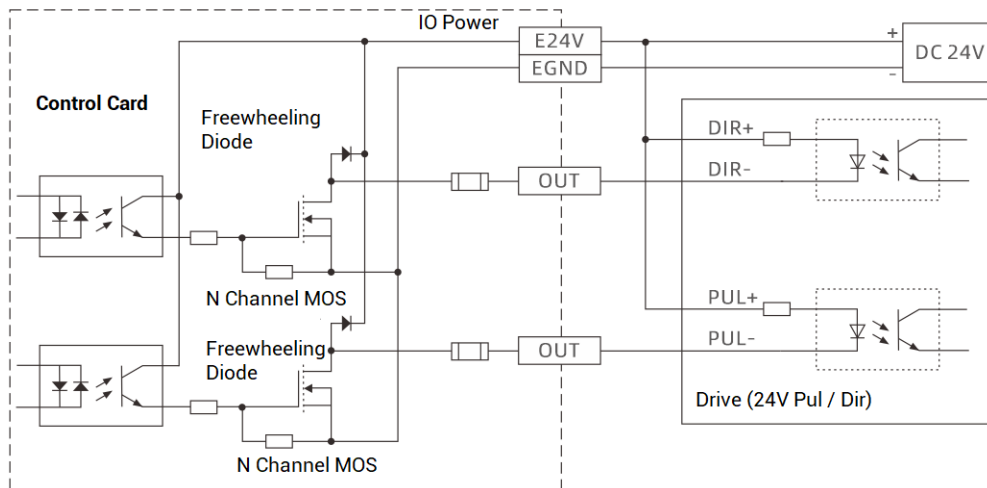 IO Power
E24V
EGND
+
-
DC 24V
Control Card
Freewheeling
Diode
OUT
DIR+
DIR-
N Channel MOS
Freewheeling
Diode
OUT
PUL+
PUL-
Drive (24V Pul / Dir)
N Channel MOS